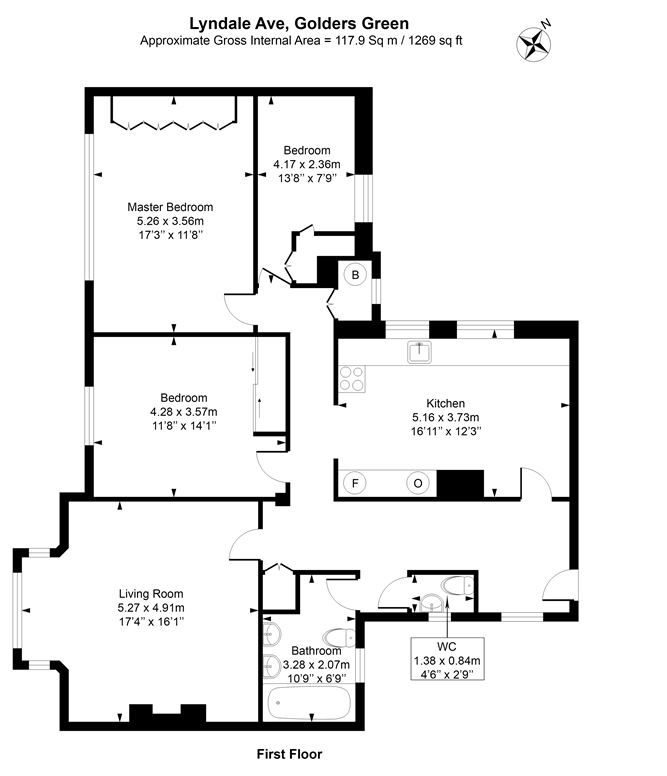 Lyndale Ave, Golders Green
Approximate Gross Internal Area = 117.9 Sq m / 1269 sq ft
N
Bedroom
4.17 x 2.36m
13'8" x 7'9"
Master Bedroom
5.26 x 3.56m
17'3" x 11'8"
B
Bedroom
4.28 x 3.57m
11'8" x 14'1"
Kitchen
5.16 x 3.73m
16'11" x 12'3"
F
O
Living Room
5.27 x 4.91m
17'4" x 16'1"
Bathroom
3.28 x 2.07m
10'9" x 6'9"
WC
1.38 x 0.84m
4'6" x 2'9"
First Floor